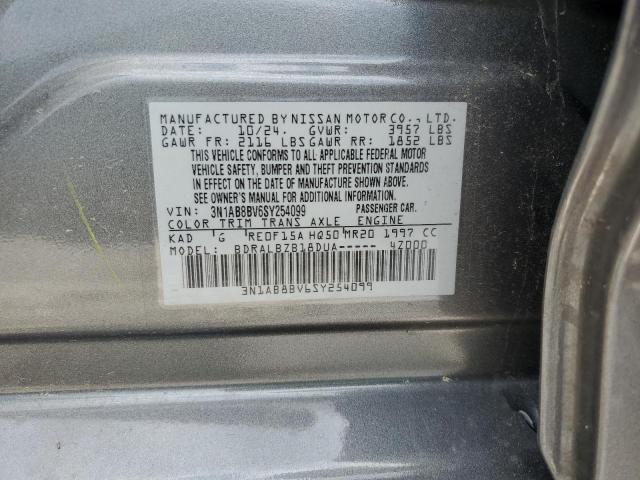 MANUFACTURED BY NISSAN MOTOR CO., LTD.
DATE: 10/24. GVWR: 3957 LBS
GAWR FR: 2116 LBS GAWR RR: 1852 LBS
THIS VEHICLE CONFORMS TO ALL APPLICABLE FEDERAL MOTOR
VEHICLE SAFETY, BUMPER AND THEFT PREVENTION STANDARDS
IN EFFECT ON THE DATE OF MANUFACTURE SHOWN ABOVE.
SEE OWNER'S MANUAL FOR ADDITIONAL INFORMATION.
VIN: 3N1AB8BV6SY254099 PASSENGER CAR.
COLOR TRIM TRANS AXLE ENGINE
KAD G RE0F15A HQ50 MR20 1997 CC
MODEL: BDRALBZB18DUA----- 4Z000
3N1AB8BV6SY254099